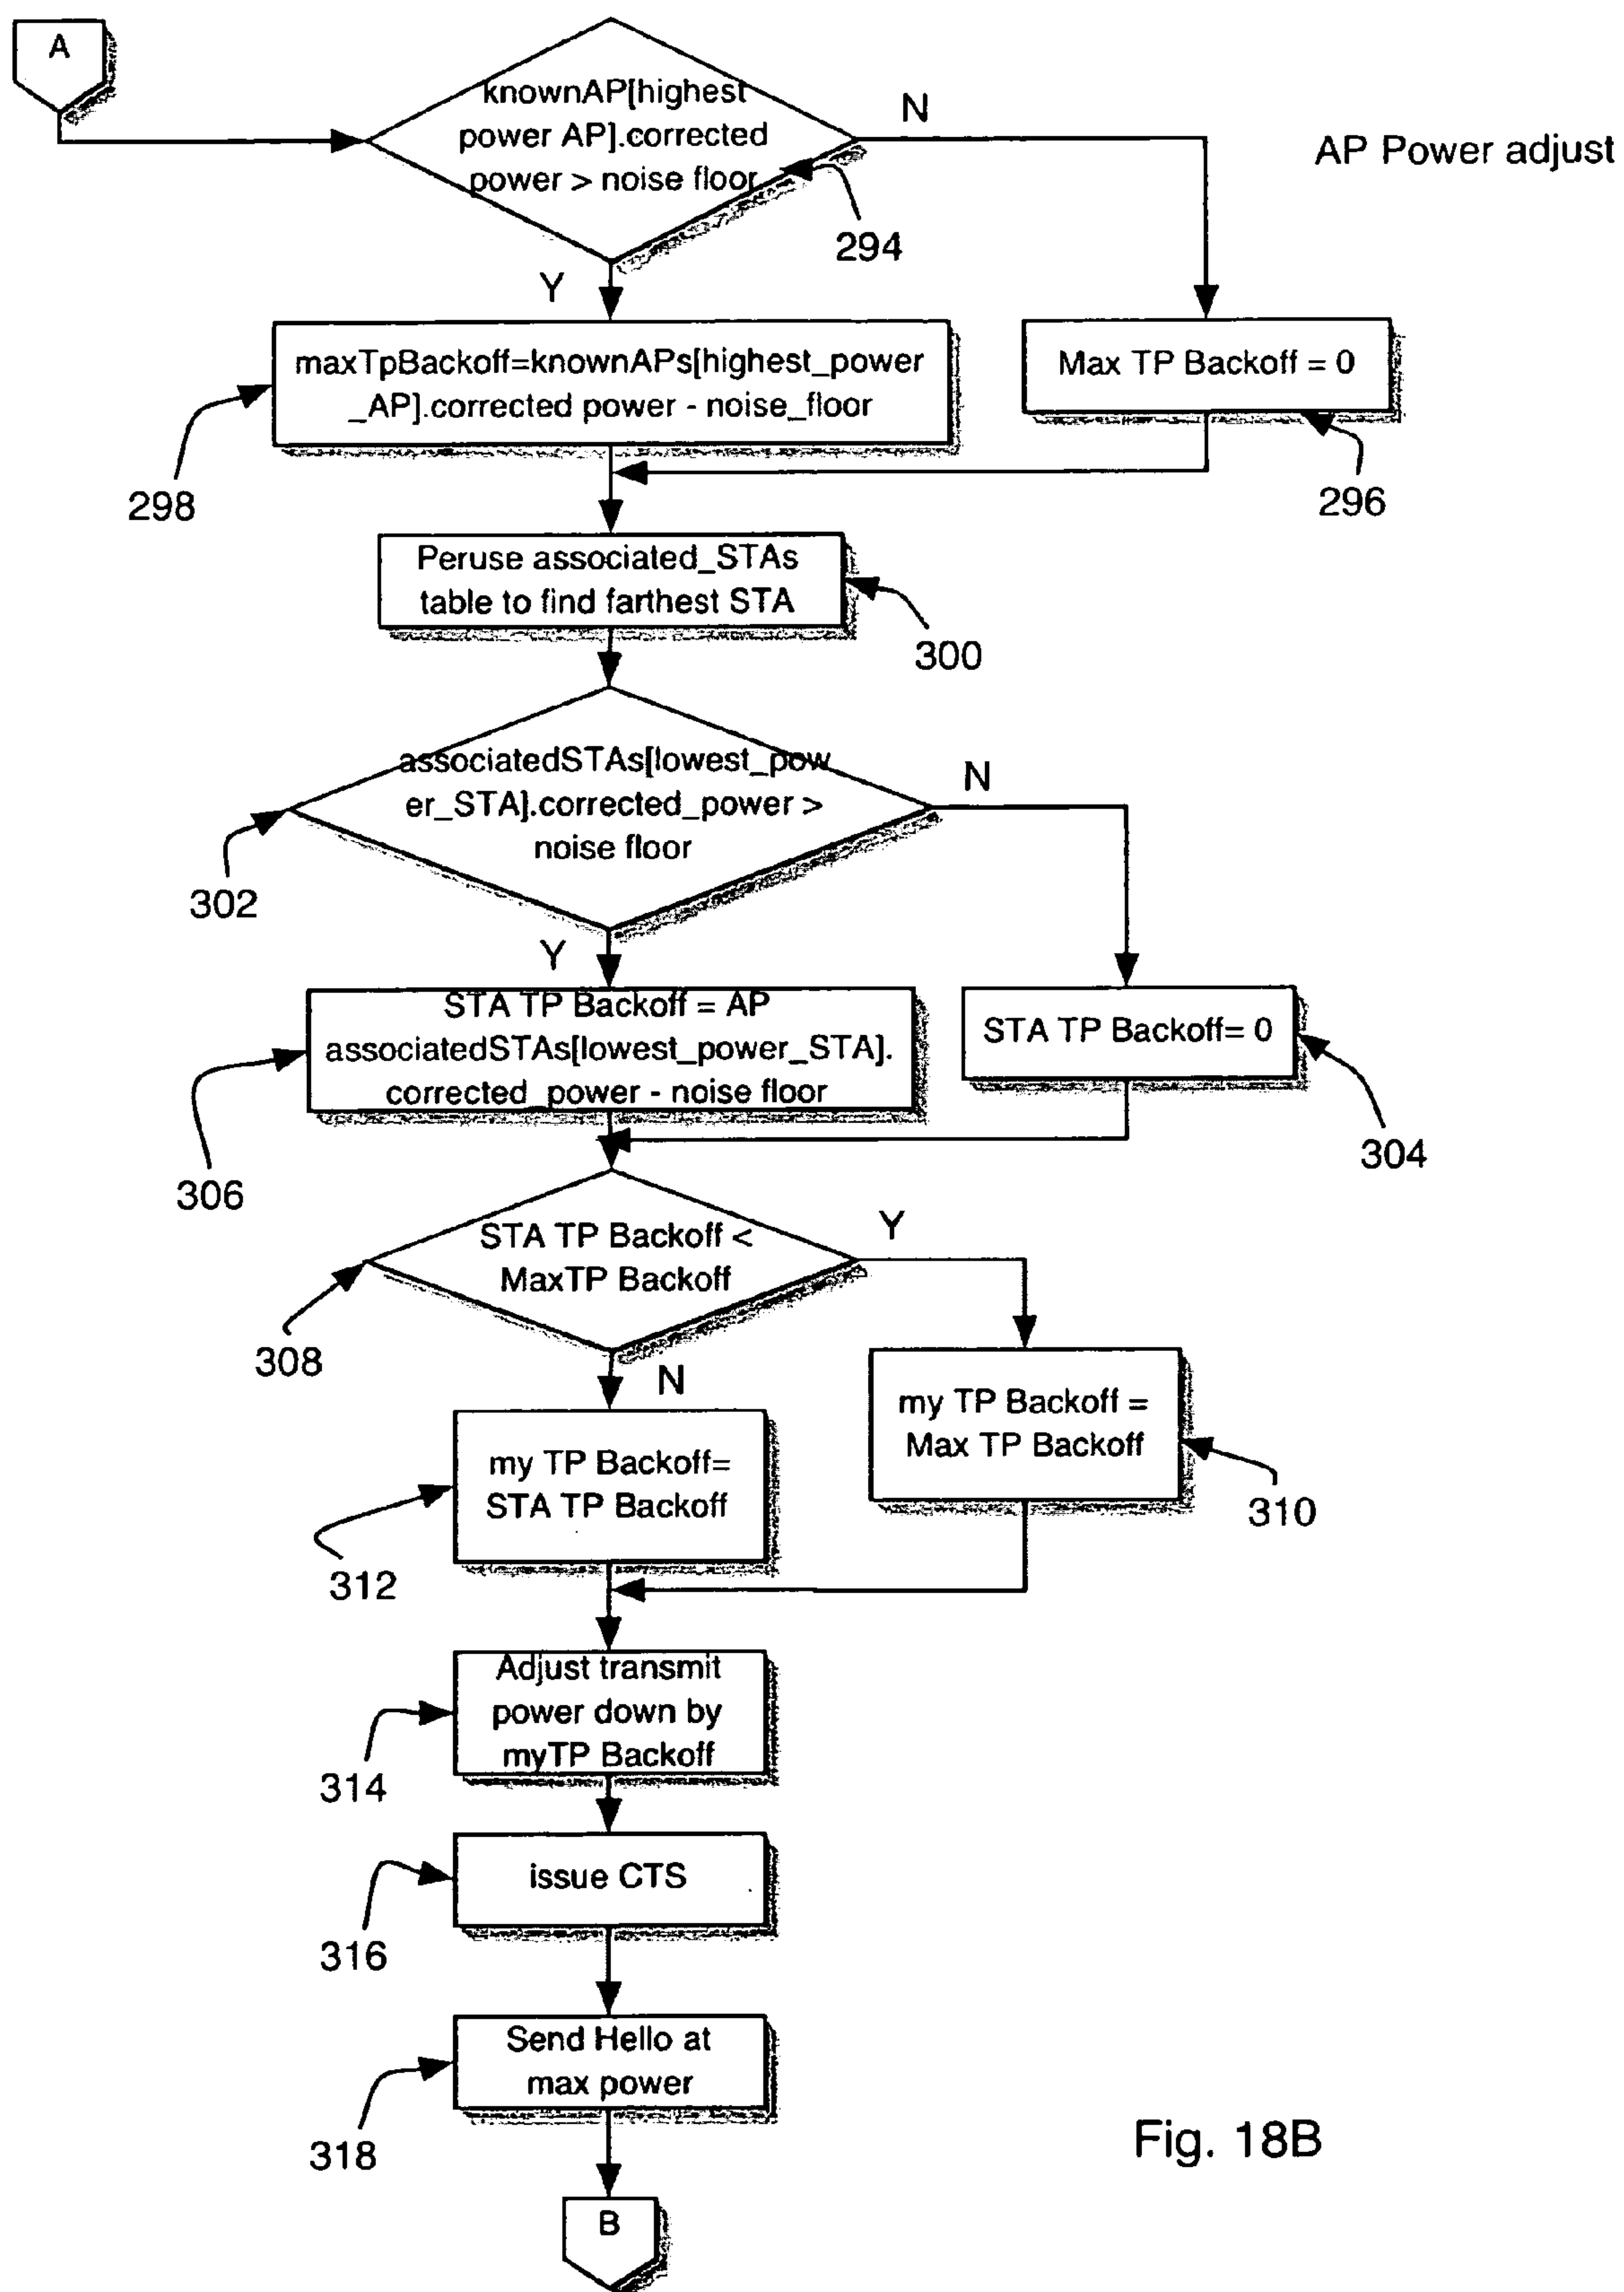 A
knownAP[highest
power AP].corrected
power > noise floor
N
AP Power adjust
294
Y
maxTpBackoff=knownAPs[highest_power
_AP].corrected power - noise_floor
Max TP Backoff = 0
298
296
Peruse associated_STAs
table to find farthest STA
300
associatedSTAs[lowest_pow
er_STA].corrected_power >
noise floor
N
302
Y
STA TP Backoff = AP
associatedSTAs[lowest_power_STA].
corrected_power - noise floor
STA TP Backoff= 0
304
306
STA TP Backoff <
MaxTP Backoff
Y
308
N
my TP Backoff =
Max TP Backoff
my TP Backoff=
STA TP Backoff
310
312
Adjust transmit
power down by
myTP Backoff
314
issue CTS
316
Send Hello at
max power
318
Fig. 18B
B